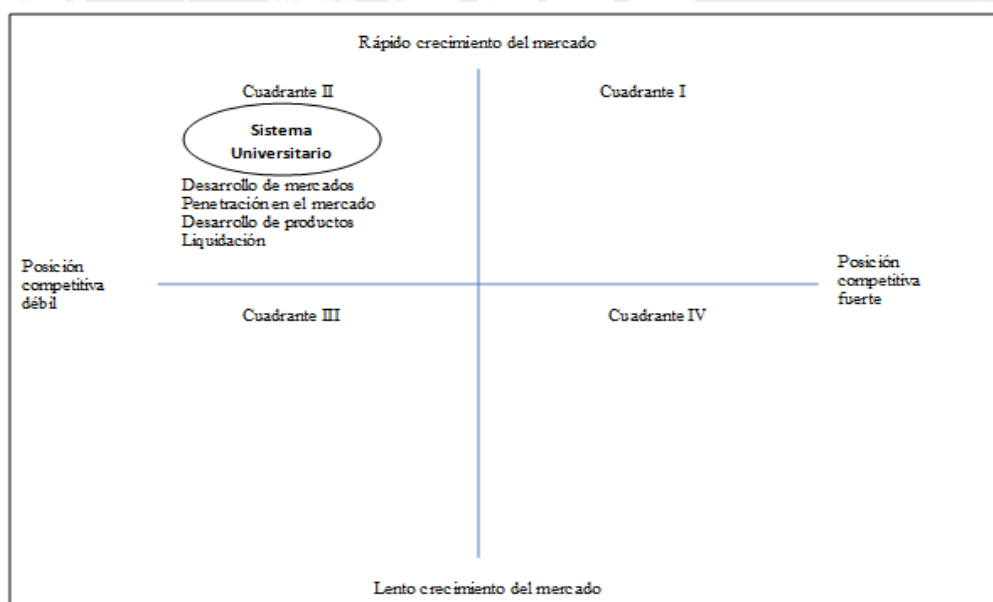 Rápido crecimiento del mercado
Cuadrante II
Cuadrante I
Sistema
Universitario
Desarrollo de mercados
Penetración en el mercado
Desarrollo de productos
Liquidación
Posición
competitiva
débil
Posición
competitiva
fuerte
Cuadrante III
Cuadrante IV
Lento crecimiento del mercado